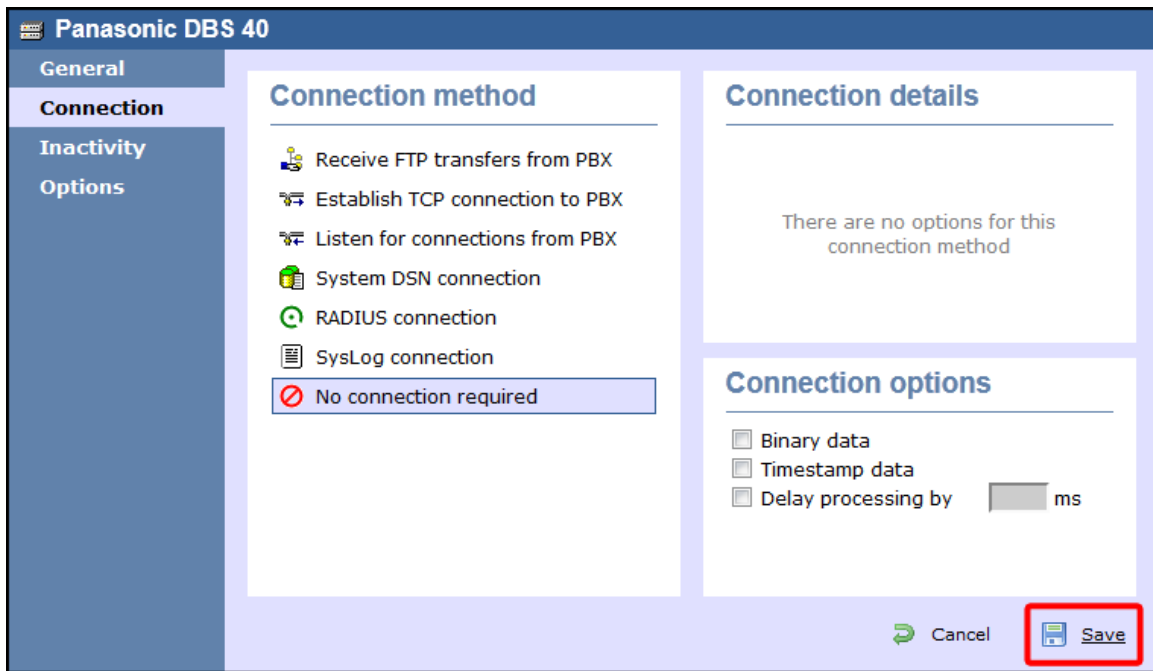 Panasonic DBS 40
General
Connection
Inactivity
Options
Connection method
Receive FTP transfers from PBX
Establish TCP connection to PBX
Listen for connections from PBX
System DSN connection
RADIUS connection
SysLog connection
No connection required
Connection details
There are no options for this
connection method
Connection options
Binary data
Timestamp data
Delay processing by ms
Cancel
Save